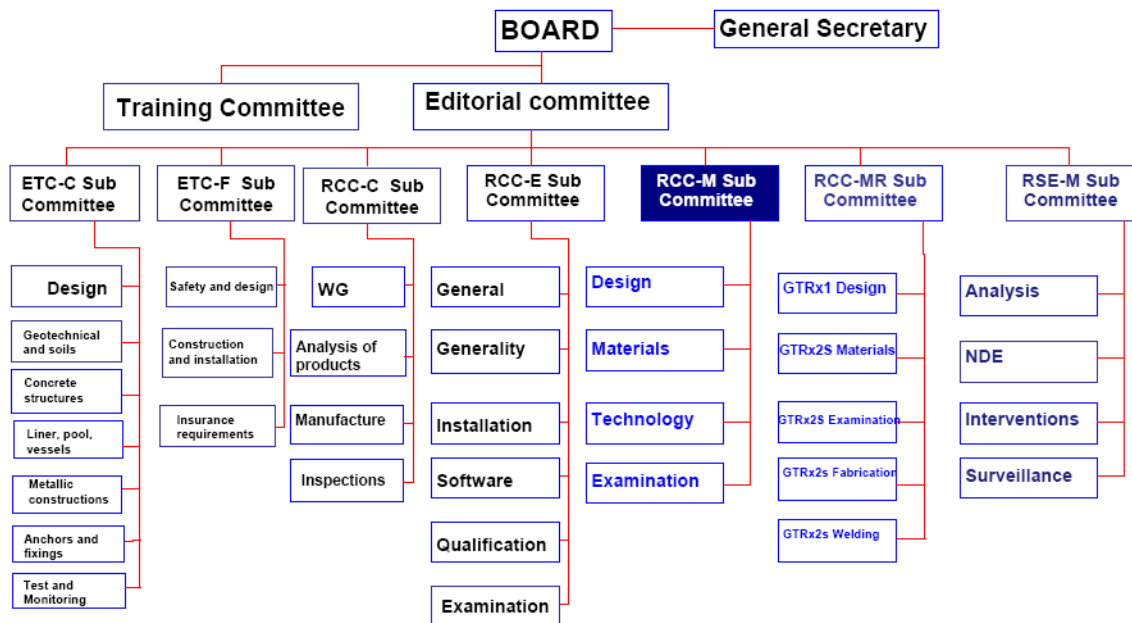 BOARD
General Secretary
Training Committee
Editorial committee
ETC-C Sub
Committee
ETC-F Sub
Committee
RCC-C Sub
Committee
RCC-E Sub
Committee
RCC-M Sub
Committee
RCC-MR Sub
Committee
RSE-M Sub
Committee
Design
Geotechnical
and soils
Concrete
structures
Liner, pool,
vessels
Metallic
constructions
Anchors and
fixings
Test and
Monitoring
Safety and design
Construction
and installation
Insurance
requirements
WG
Analysis of
products
Manufacture
Inspections
General
Generality
Installation
Software
Qualification
Examination
Design
Materials
Technology
Examination
GTRx1 Design
GTRx2S Materials
GTRx2S Examination
GTRx2s Fabrication
GTRx2s Welding
Analysis
NDE
Interventions
Surveillance